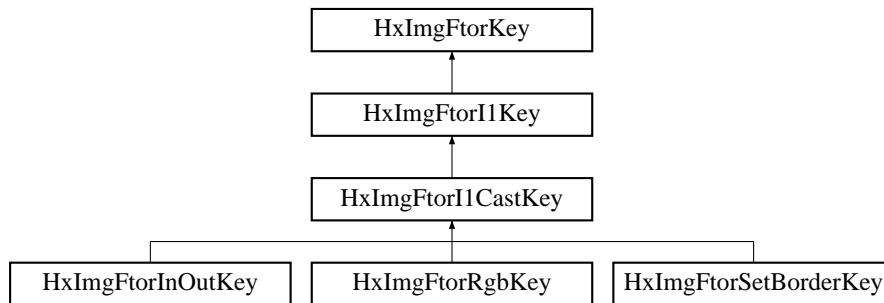 HxImgFtorKey
HxImgFtorI1Key
HxImgFtorI1CastKey
HxImgFtorInOutKey
HxImgFtorRgbKey
HxImgFtorSetBorderKey